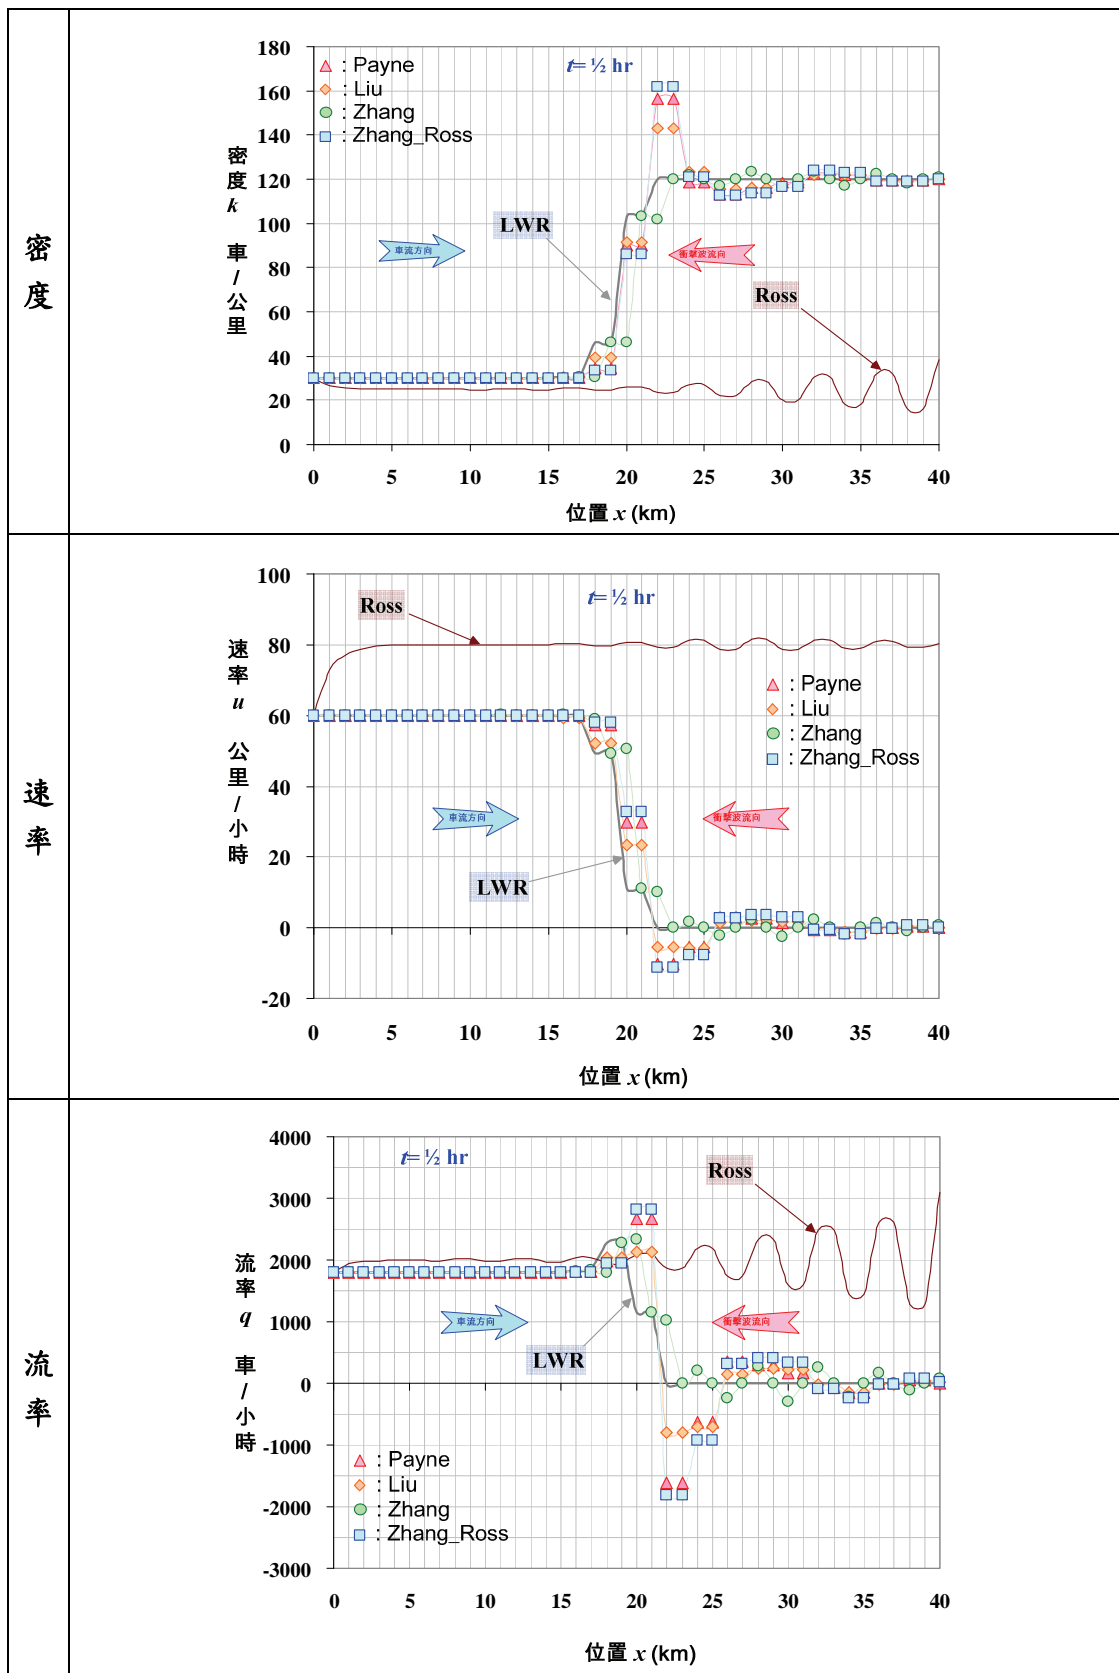 密度
180
160
140
120
100
80
60
40
20
0
密度 k 車/公里
t=½ hr
: Payne
: Liu
: Zhang
: Zhang_Ross
LWR
車流方向
衝擊波流向
Ross
0 5 10 15 20 25 30 35 40
位置 x (km)
速率
100
80
60
40
20
0
-20
速率 u 公里/小時
t=½ hr
Ross
: Payne
: Liu
: Zhang
: Zhang_Ross
車流方向
衝擊波流向
LWR
0 5 10 15 20 25 30 35 40
位置 x (km)
流率
4000
3000
2000
1000
0
-1000
-2000
-3000
流率 q 車/小時
t=½ hr
Ross
車流方向
衝擊波流向
LWR
: Payne
: Liu
: Zhang
: Zhang_Ross
0 5 10 15 20 25 30 35 40
位置 x (km)